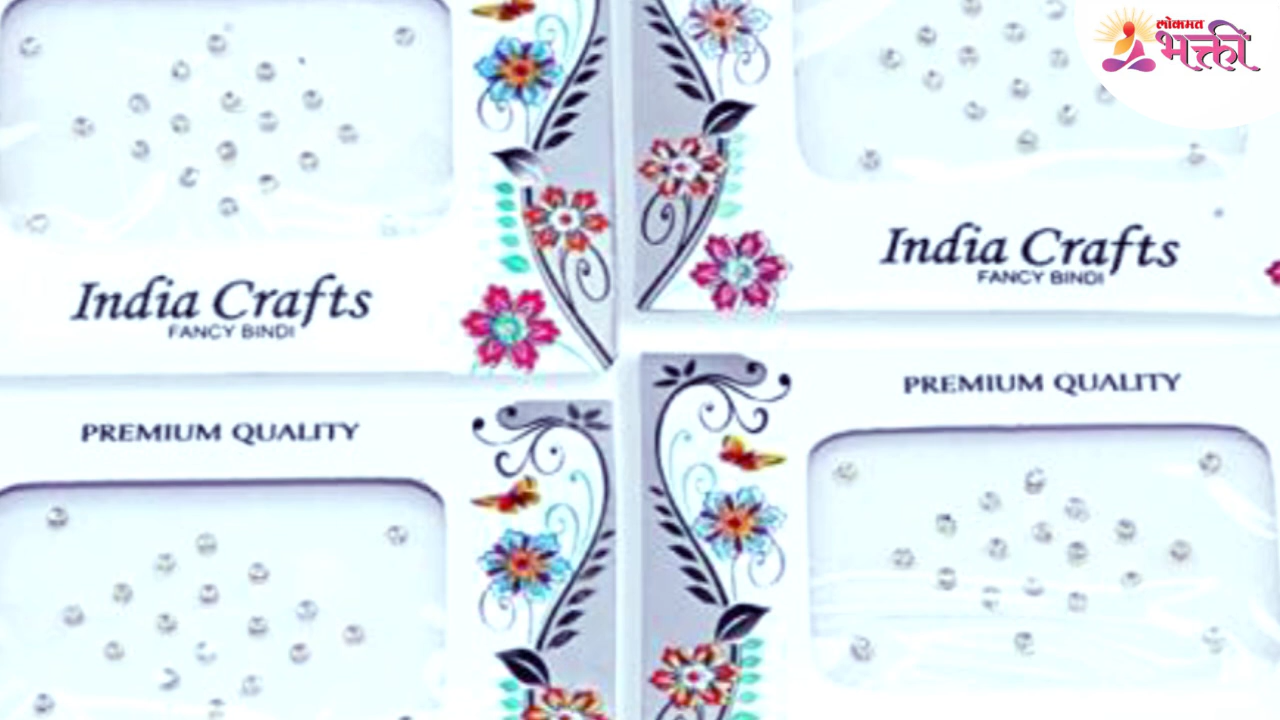 लोकमत
भक्ती
India Crafts
FANCY BINDI
India Crafts
FANCY BINDI
PREMIUM QUALITY
PREMIUM QUALITY